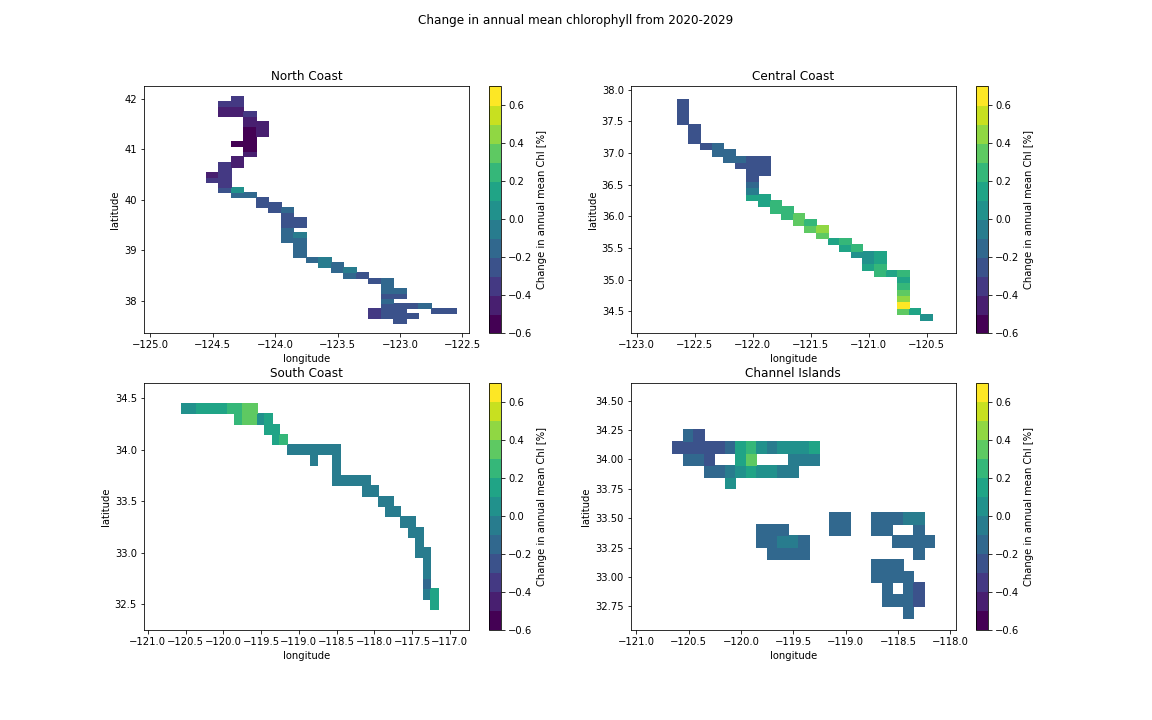 Change in annual mean chlorophyll from 2020-2029
North Coast
42
41
40
39
38
latitude
−125.0 −124.5 −124.0 −123.5 −123.0 −122.5
longitude
0.6
0.4
0.2
0.0
−0.2
−0.4
−0.6
Change in annual mean Chl [%]
Central Coast
38.0
37.5
37.0
36.5
36.0
35.5
35.0
34.5
latitude
−123.0 −122.5 −122.0 −121.5 −121.0 −120.5
longitude
0.6
0.4
0.2
0.0
−0.2
−0.4
−0.6
Change in annual mean Chl [%]
South Coast
34.5
34.0
33.5
33.0
32.5
latitude
−121.0 −120.5 −120.0 −119.5 −119.0 −118.5 −118.0 −117.5 −117.0
longitude
0.6
0.4
0.2
0.0
−0.2
−0.4
−0.6
Change in annual mean Chl [%]
Channel Islands
34.50
34.25
34.00
33.75
33.50
33.25
33.00
32.75
latitude
−121.0 −120.5 −120.0 −119.5 −119.0 −118.5 −118.0
longitude
0.6
0.4
0.2
0.0
−0.2
−0.4
−0.6
Change in annual mean Chl [%]